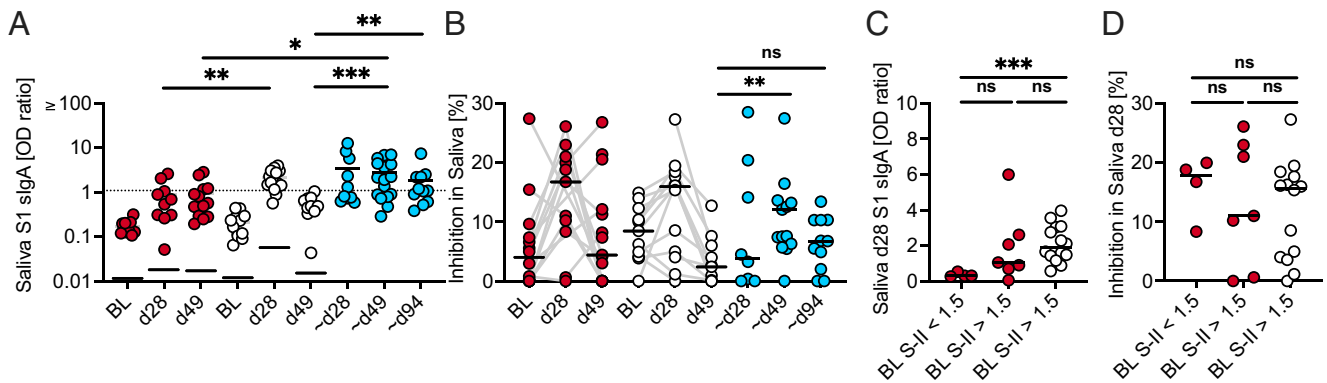 A
**
*
**
***
Saliva S1 sIgA [OD ratio]
≥
100
10
1
0.1
0.01
BL
d28
d49
BL
d28
d49
~d28
~d49
~d94
B
ns
**
Inhibition in Saliva [%]
30
20
10
0
BL
d28
d49
BL
d28
d49
~d28
~d49
~d94
C
***
ns
ns
Saliva d28 S1 sIgA [OD ratio]
10
8
6
4
2
0
BL S-II < 1.5
BL S-II > 1.5
BL S-II > 1.5
D
ns
ns
ns
Inhibition in Saliva d28 [%]
30
20
10
0
BL S-II < 1.5
BL S-II > 1.5
BL S-II > 1.5